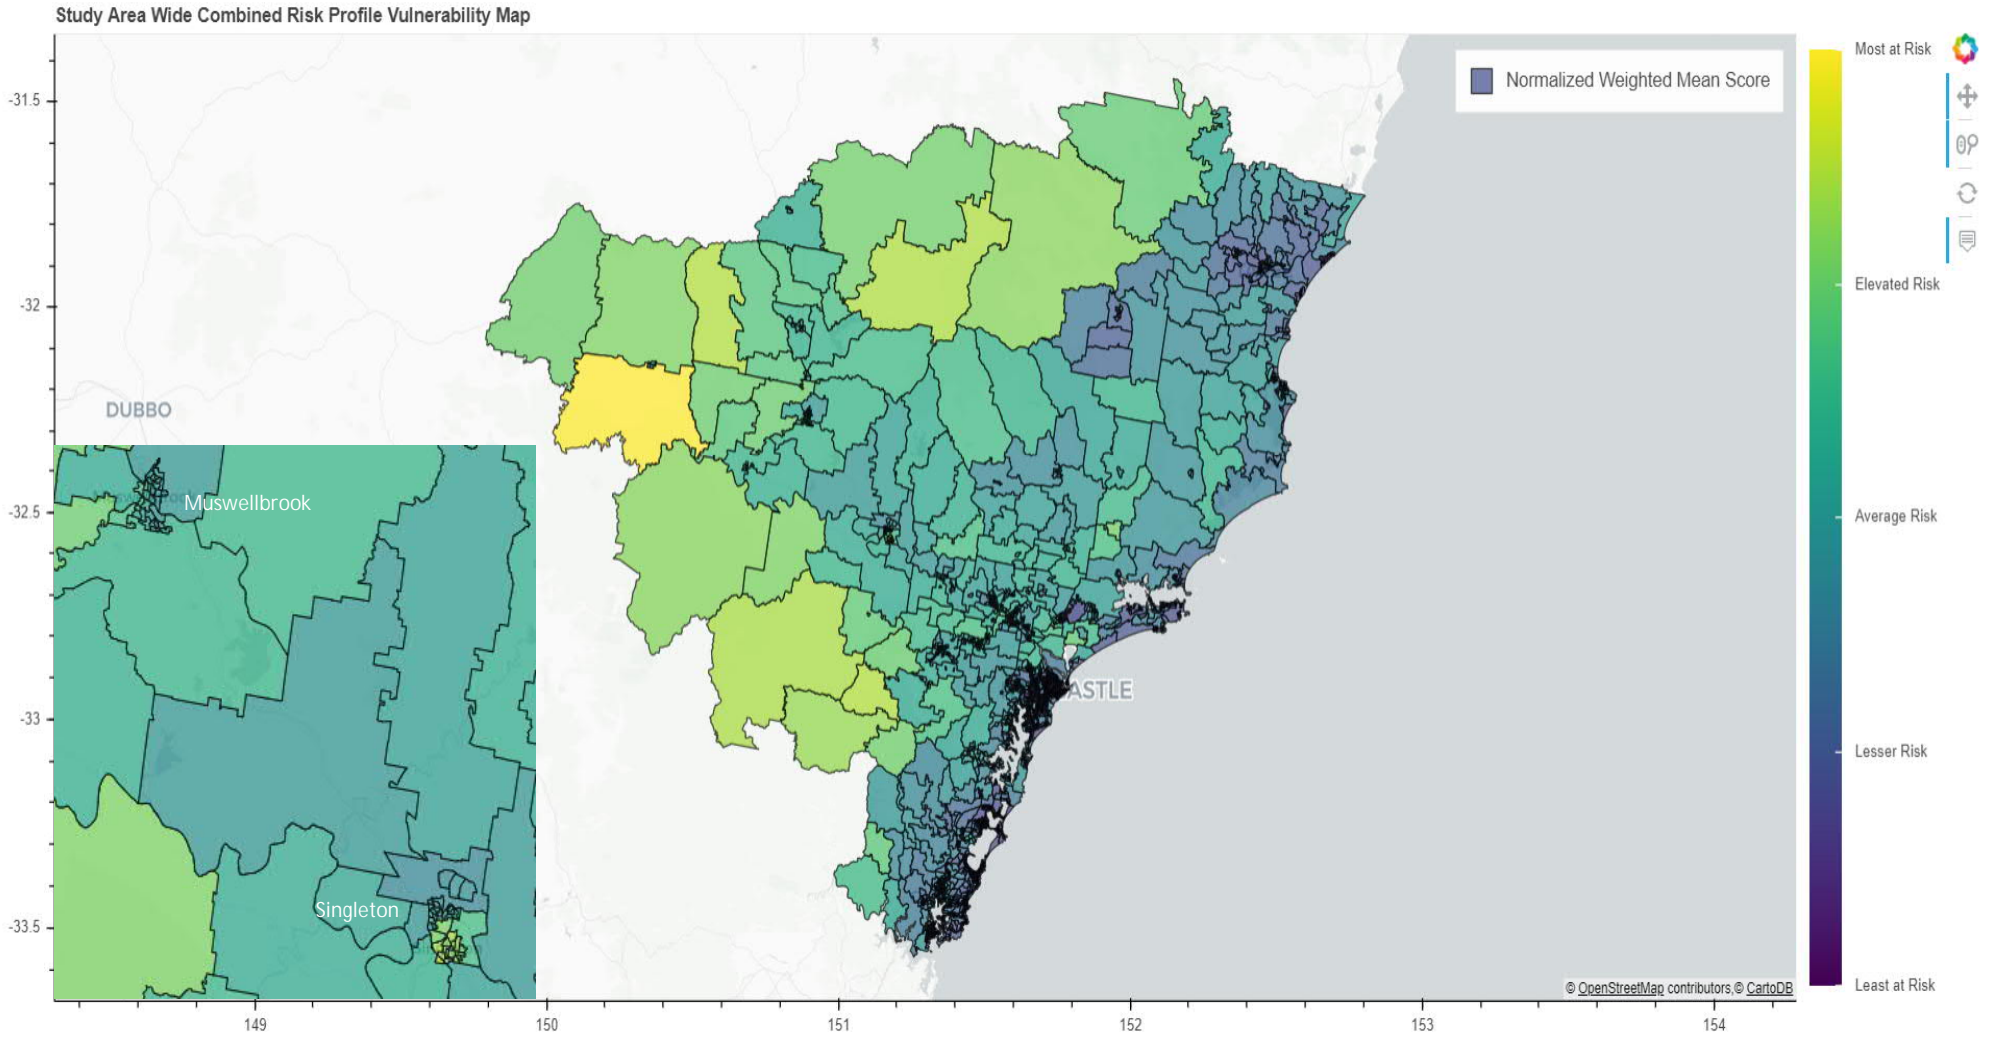 Study Area Wide Combined Risk Profile Vulnerability Map
Normalized Weighted Mean Score
Most at Risk
Elevated Risk
Average Risk
Lesser Risk
Least at Risk
-31.5
-32
-32.5
-33
-33.5
DUBBO
Muswellbrook
Singleton
ASTLE
© OpenStreetMap contributors,© CartoDB
149
150
151
152
153
154